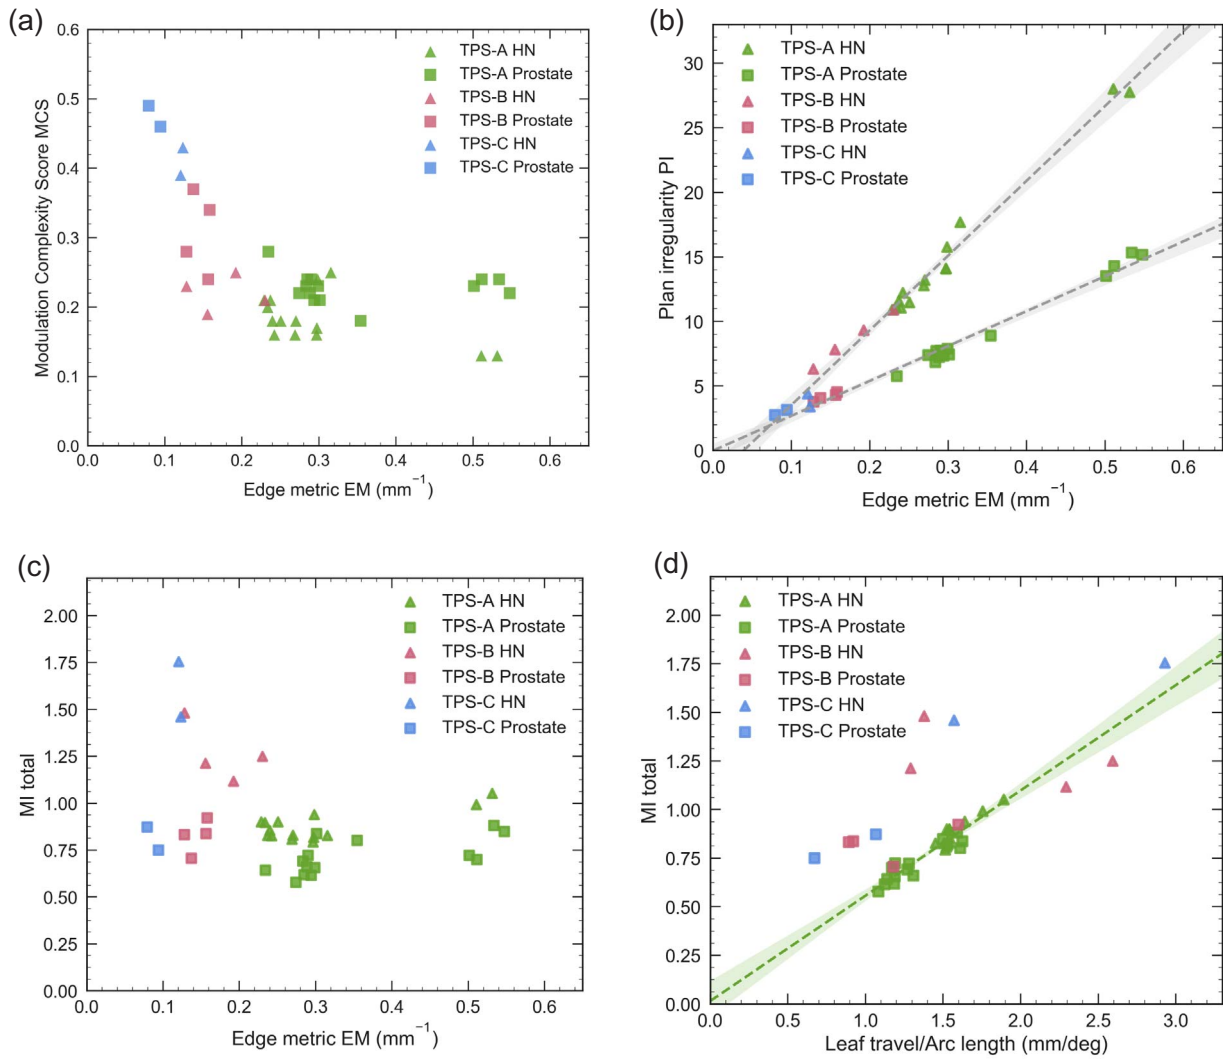 (a)
0.6
0.5
0.4
0.3
0.2
0.1
0.0
Modulation Complexity Score MCS
TPS-A HN
TPS-A Prostate
TPS-B HN
TPS-B Prostate
TPS-C HN
TPS-C Prostate
0.0 0.1 0.2 0.3 0.4 0.5 0.6
Edge metric EM (mm⁻¹)
(b)
30
25
20
15
10
5
0
Plan irregularity PI
TPS-A HN
TPS-A Prostate
TPS-B HN
TPS-B Prostate
TPS-C HN
TPS-C Prostate
0.0 0.1 0.2 0.3 0.4 0.5 0.6
Edge metric EM (mm⁻¹)
(c)
2.00
1.75
1.50
1.25
1.00
0.75
0.50
0.25
0.00
MI total
TPS-A HN
TPS-A Prostate
TPS-B HN
TPS-B Prostate
TPS-C HN
TPS-C Prostate
0.0 0.1 0.2 0.3 0.4 0.5 0.6
Edge metric EM (mm⁻¹)
(d)
2.00
1.75
1.50
1.25
1.00
0.75
0.50
0.25
0.00
MI total
TPS-A HN
TPS-A Prostate
TPS-B HN
TPS-B Prostate
TPS-C HN
TPS-C Prostate
0.0 0.5 1.0 1.5 2.0 2.5 3.0
Leaf travel/Arc length (mm/deg)